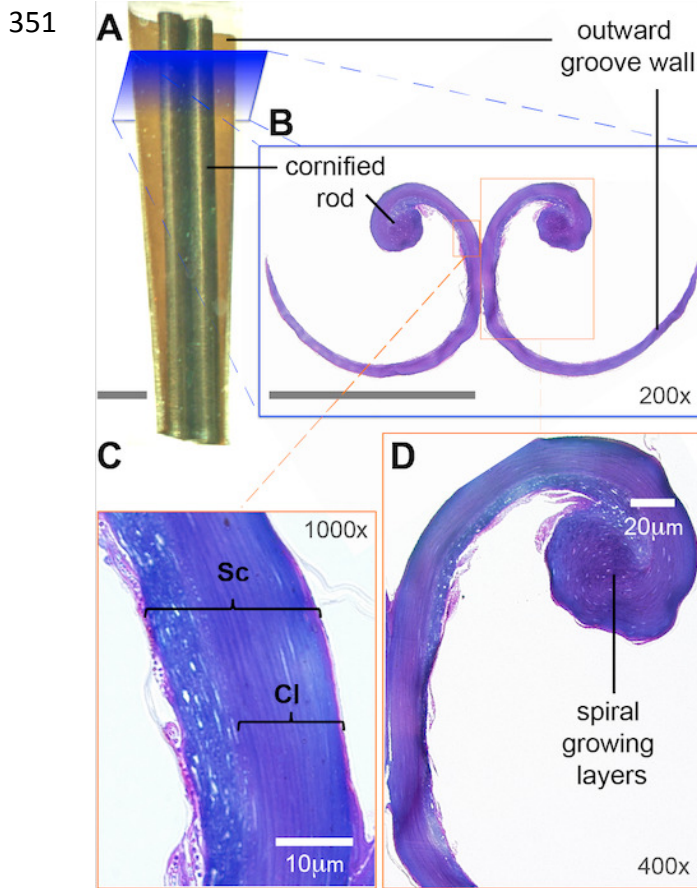 351
A
outward
groove wall
B
cornified
rod
200x
C
D
1000x
Sc
Cl
10µm
20µm
spiral
growing
layers
400x